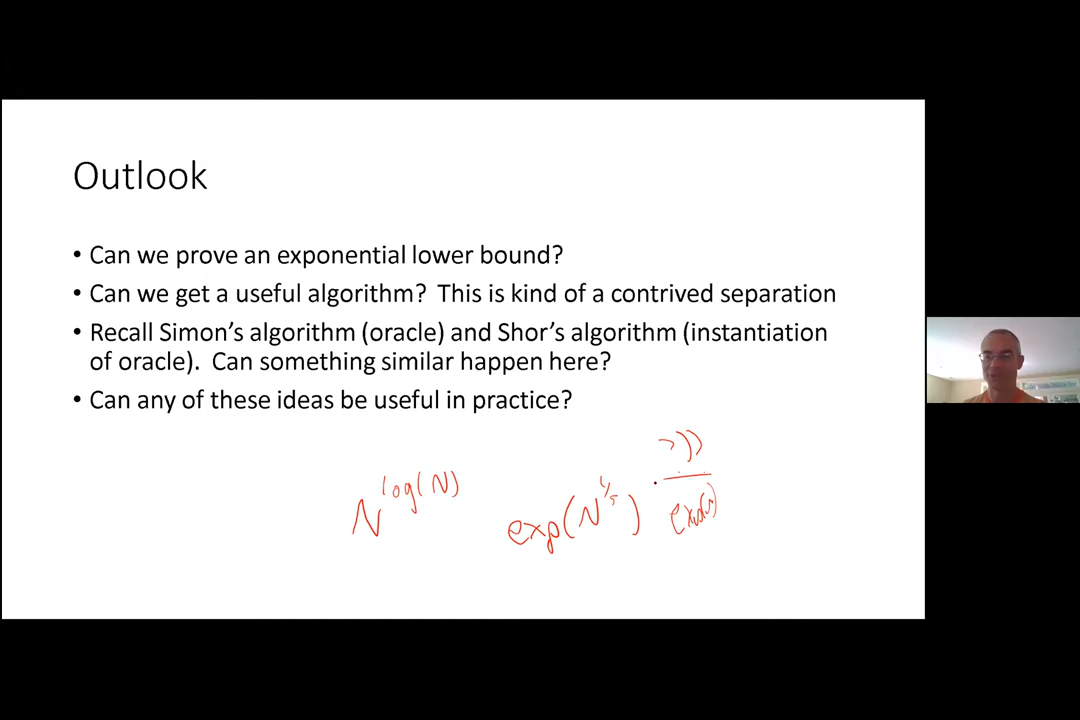 Outlook
• Can we prove an exponential lower bound?
• Can we get a useful algorithm? This is kind of a contrived separation
• Recall Simon's algorithm (oracle) and Shor's algorithm (instantiation
of oracle). Can something similar happen here?
• Can any of these ideas be useful in practice?
N^log(N) exp(N^1/5)